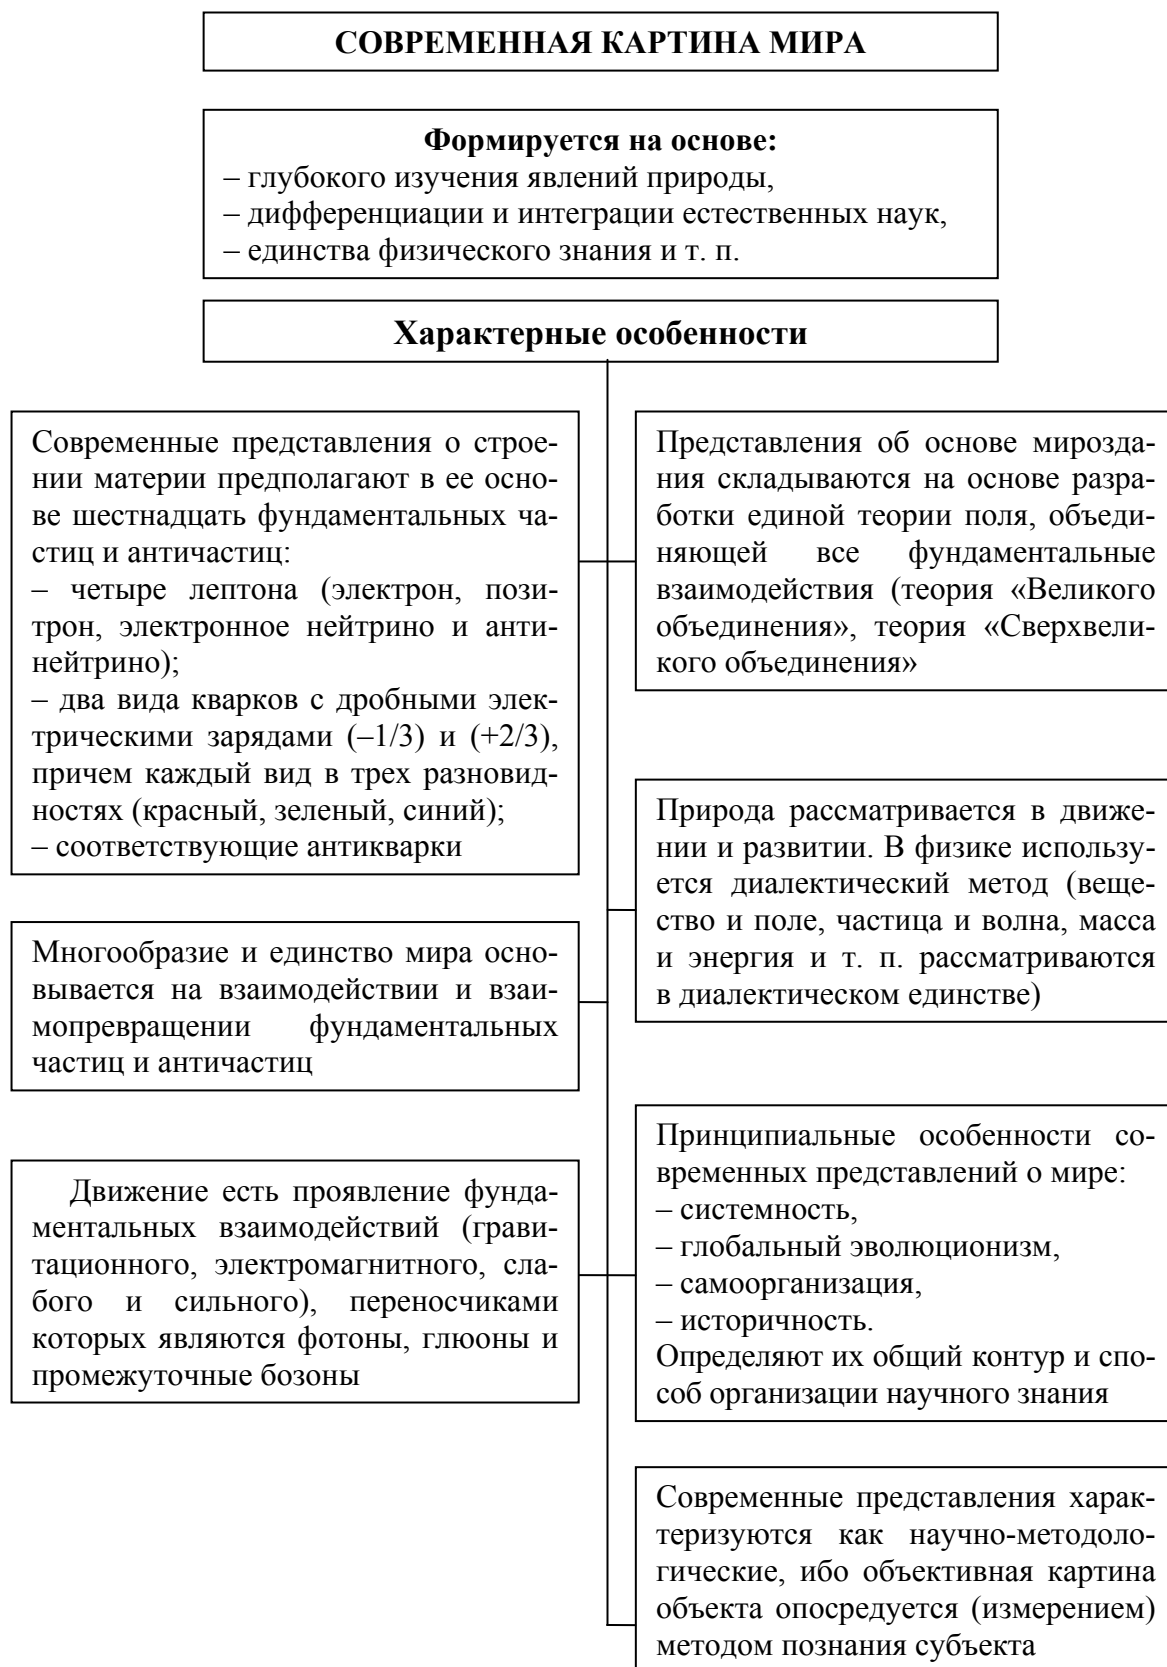 СОВРЕМЕННАЯ КАРТИНА МИРА
Формируется на основе:
– глубокого изучения явлений природы,
– дифференциации и интеграции естественных наук,
– единства физического знания и т. п.
Характерные особенности
Современные представления о строе-
нии материи предполагают в ее осно-
ве шестнадцать фундаментальных ча-
стиц и античастиц:
– четыре лептона (электрон, пози-
трон, электронное нейтрино и анти-
нейтрино);
– два вида кварков с дробными элек-
трическими зарядами (–1/3) и (+2/3),
причем каждый вид в трех разновид-
ностях (красный, зеленый, синий);
– соответствующие антикварки
Многообразие и единство мира осно-
вывается на взаимодействии и взаи-
мопревращении фундаментальных
частиц и античастиц
Движение есть проявление фунда-
ментальных взаимодействий (грави-
тационного, электромагнитного, сла-
бого и сильного), переносчиками
которых являются фотоны, глюоны и
промежуточные бозоны
Представления об основе мирозда-
ния складываются на основе разра-
ботки единой теории поля, объеди-
няющей все фундаментальные
взаимодействия (теория «Великого
объединения», теория «Сверхвели-
кого объединения»
Природа рассматривается в движе-
нии и развитии. В физике использу-
ется диалектический метод (веще-
ство и поле, частица и волна, масса
и энергия и т. п. рассматриваются
в диалектическом единстве)
Принципиальные особенности со-
временных представлений о мире:
– системность,
– глобальный эволюционизм,
– самоорганизация,
– историчность.
Определяют их общий контур и спо-
соб организации научного знания
Современные представления харак-
теризуются как научно-методоло-
гические, ибо объективная картина
объекта опосредуется (измерением)
методом познания субъекта